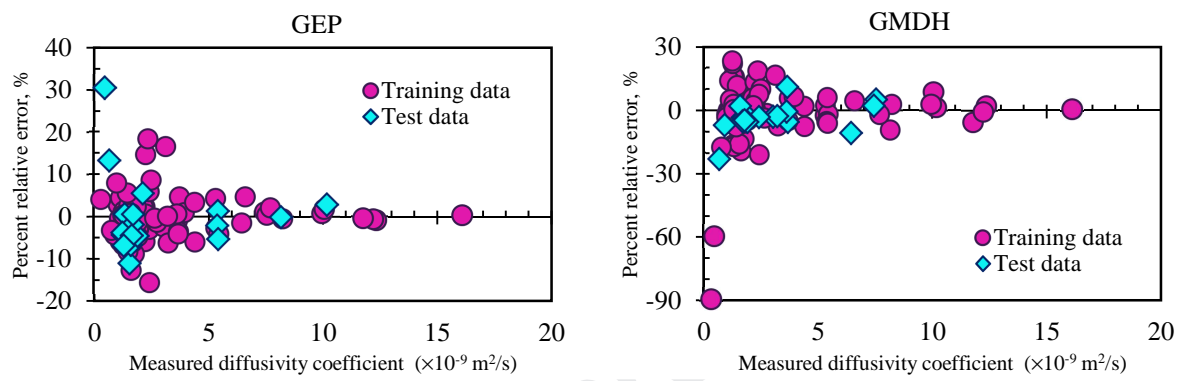 GEP
40
30
20
10
0
-10
-20
0
5
10
15
20
Percent relative error, %
Measured diffusivity coefficient (×10-9 m2/s)
Training data
Test data
GMDH
30
0
-30
-60
-90
0
5
10
15
20
Percent relative error, %
Measured diffusivity coefficient (×10-9 m2/s)
Training data
Test data